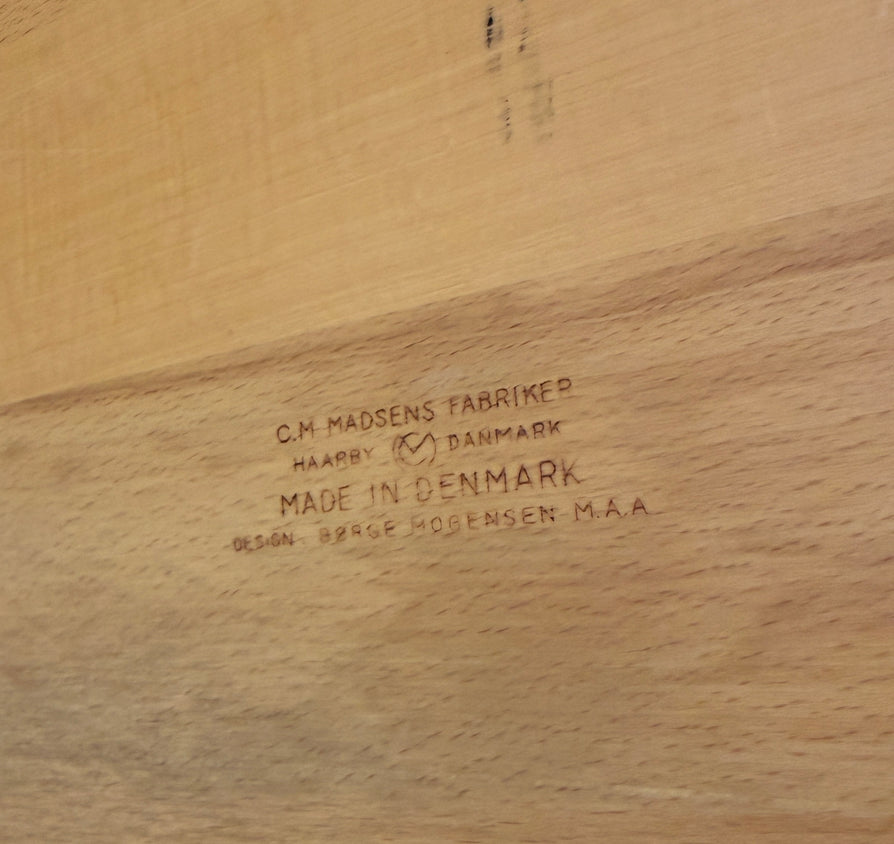 C.M MADSENS FABRIKER
HAARBY DANMARK
MADE IN DENMARK
DESIGN. BØRGE MOGENSEN M.A.A